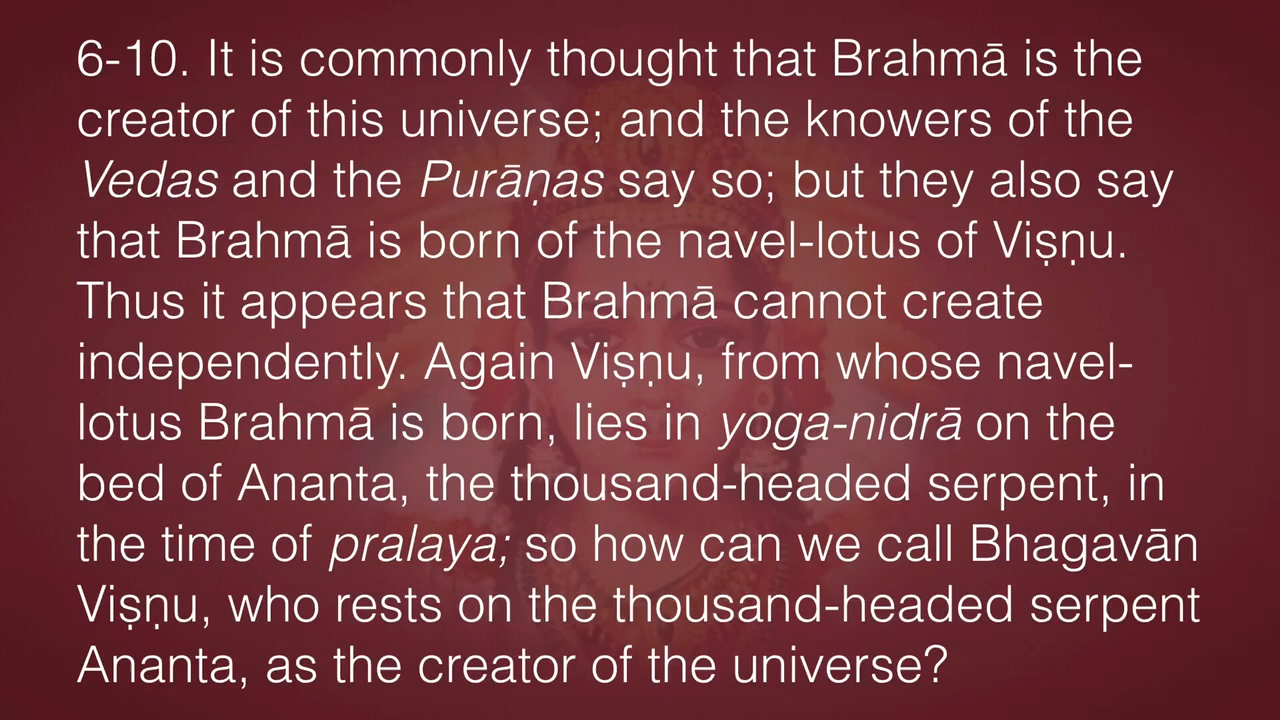 6-10. It is commonly thought that Brahmā is the
creator of this universe; and the knowers of the
Vedas and the Purāṇas say so; but they also say
that Brahmā is born of the navel-lotus of Viṣṇu.
Thus it appears that Brahmā cannot create
independently. Again Viṣṇu, from whose navel-
lotus Brahmā is born, lies in yoga-nidrā on the
bed of Ananta, the thousand-headed serpent, in
the time of pralaya; so how can we call Bhagavān
Viṣṇu, who rests on the thousand-headed serpent
Ananta, as the creator of the universe?